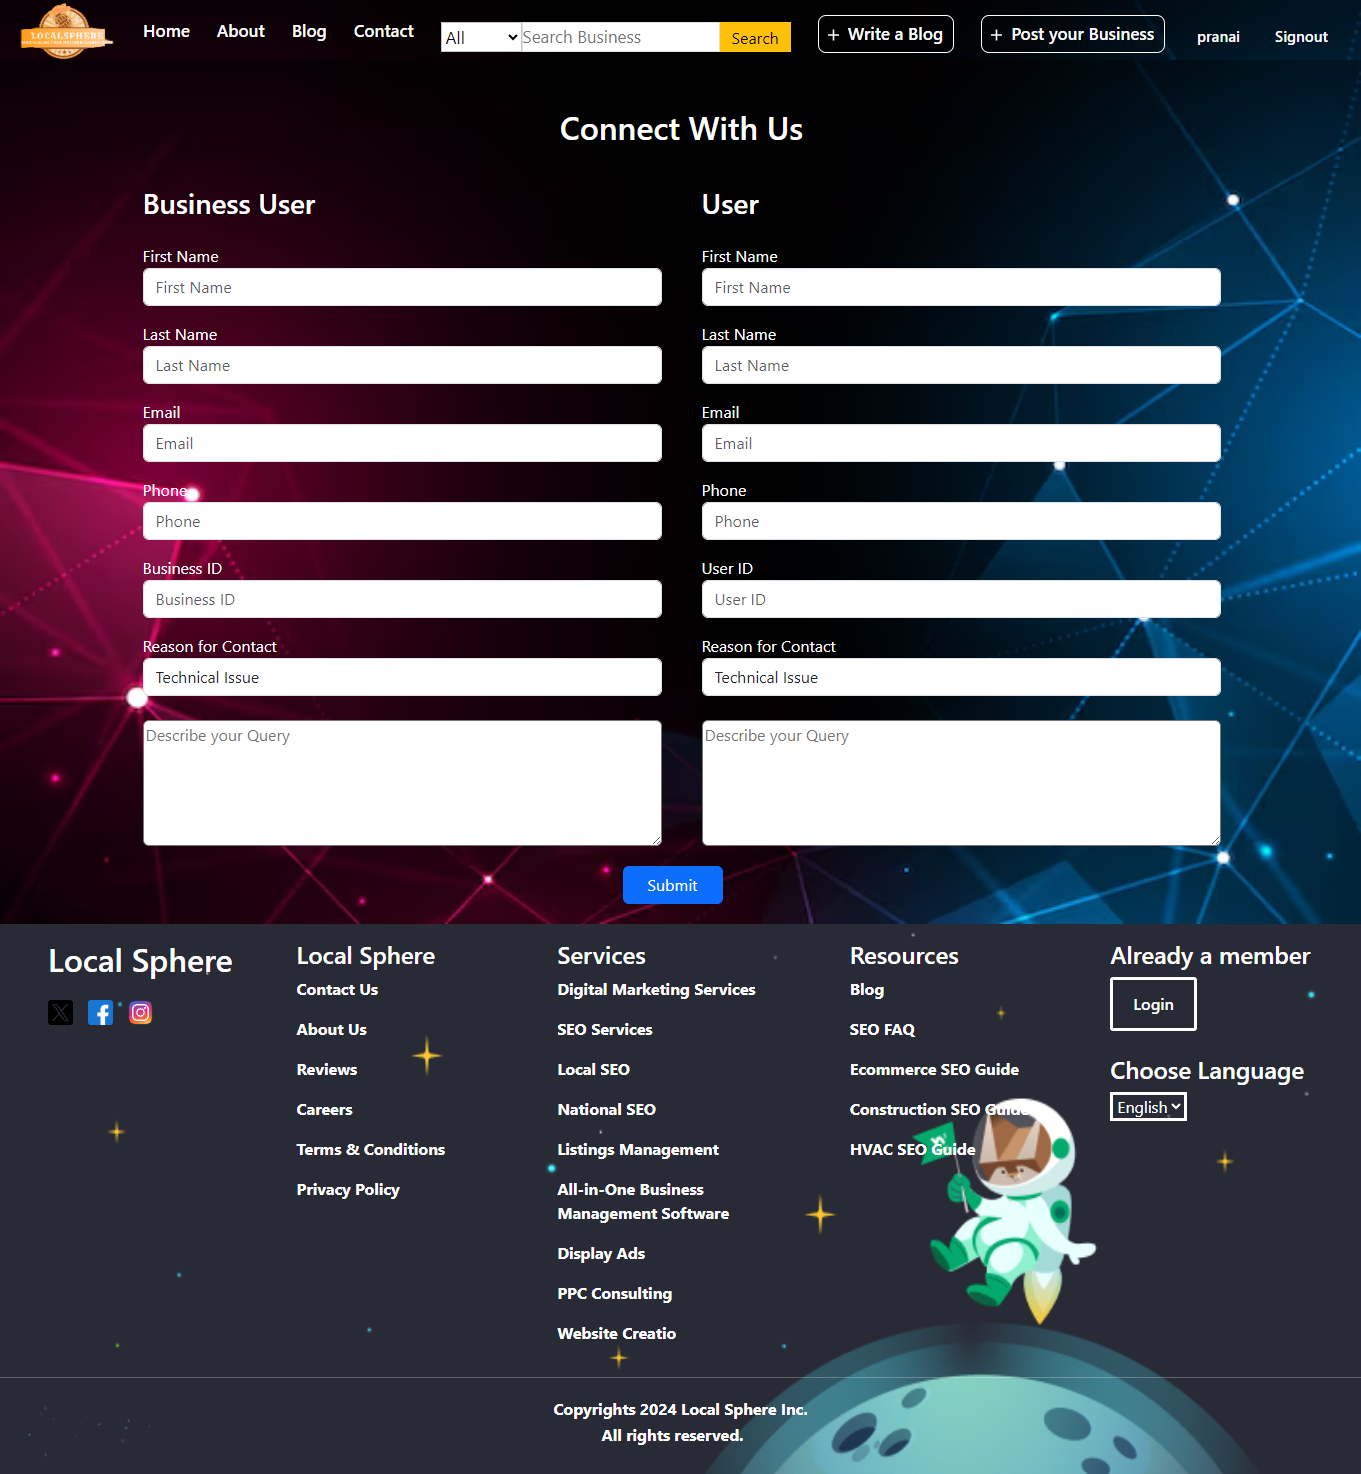 LOCALSPHERE
Home
About
Blog
Contact
All
Search Business
Search
+ Write a Blog
+ Post your Business
pranai
Signout
Connect With Us
Business User
First Name
First Name
Last Name
Last Name
Email
Email
Phone
Phone
Business ID
Business ID
Reason for Contact
Technical Issue
Describe your Query
User
First Name
First Name
Last Name
Last Name
Email
Email
Phone
Phone
User ID
User ID
Reason for Contact
Technical Issue
Describe your Query
Submit
Local Sphere
Local Sphere
Contact Us
About Us
Reviews
Careers
Terms & Conditions
Privacy Policy
Services
Digital Marketing Services
SEO Services
Local SEO
National SEO
Listings Management
All-in-One Business
Management Software
Display Ads
PPC Consulting
Website Creatio
Resources
Blog
SEO FAQ
Ecommerce SEO Guide
Construction SEO Guide
HVAC SEO Guide
Already a member
Login
Choose Language
English
Copyrights 2024 Local Sphere Inc.
All rights reserved.